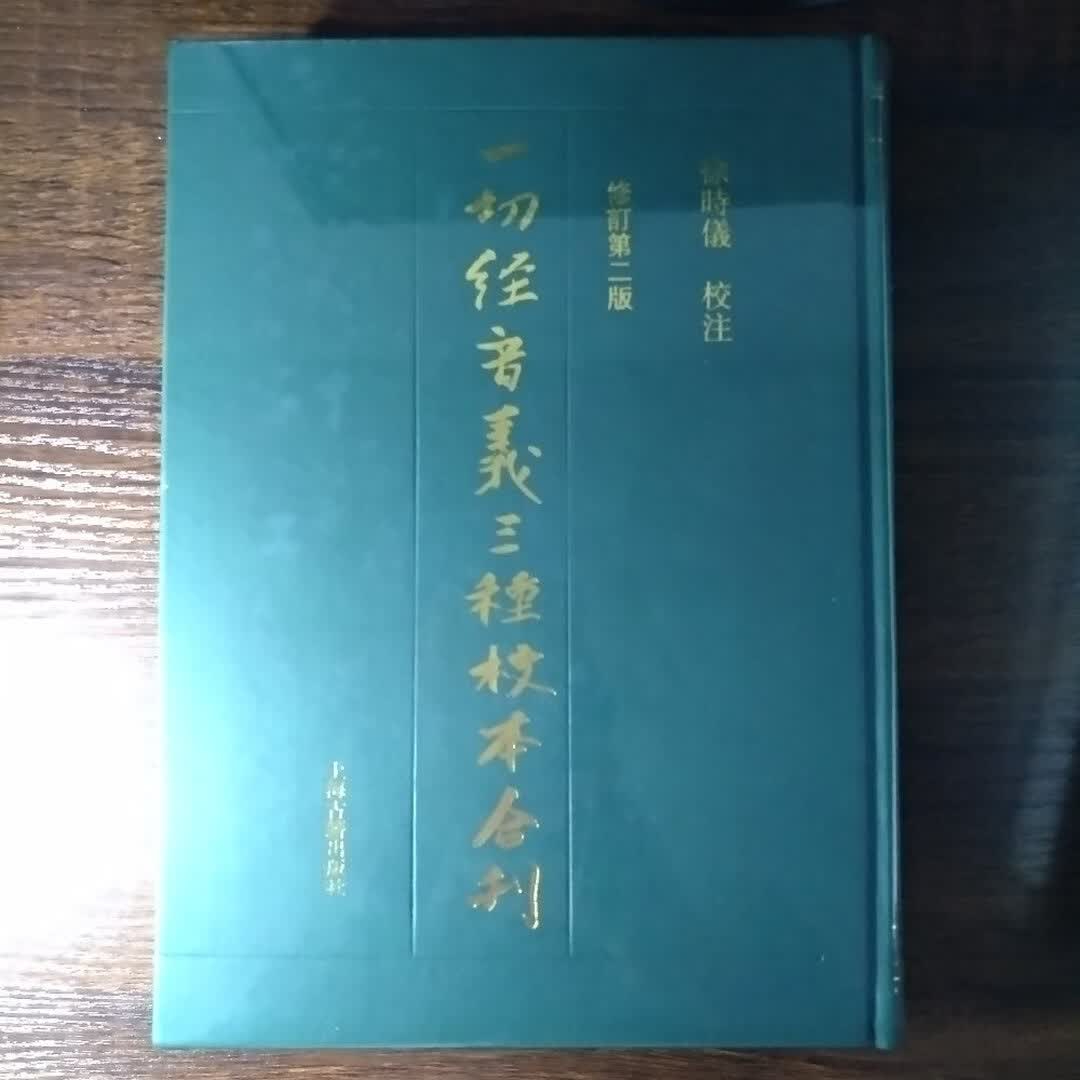 徐時儀 校注
修訂第二版
一切経音義三種校本合刊
上海古籍出版社